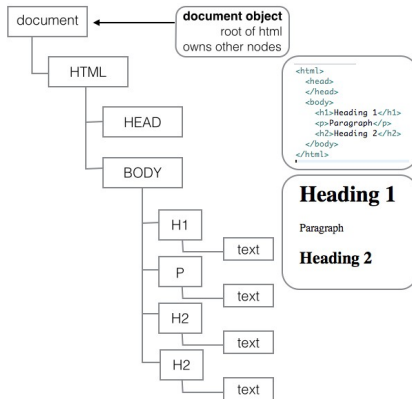 document
document object
root of html
owns other nodes
HTML
HEAD
BODY
H1
text
P
text
H2
text
H2
text
<html>
<head>
</head>
<body>
<h1>Heading 1</h1>
<p>Paragraph</p>
<h2>Heading 2</h2>
</body>
</html>
Heading 1
Paragraph
Heading 2